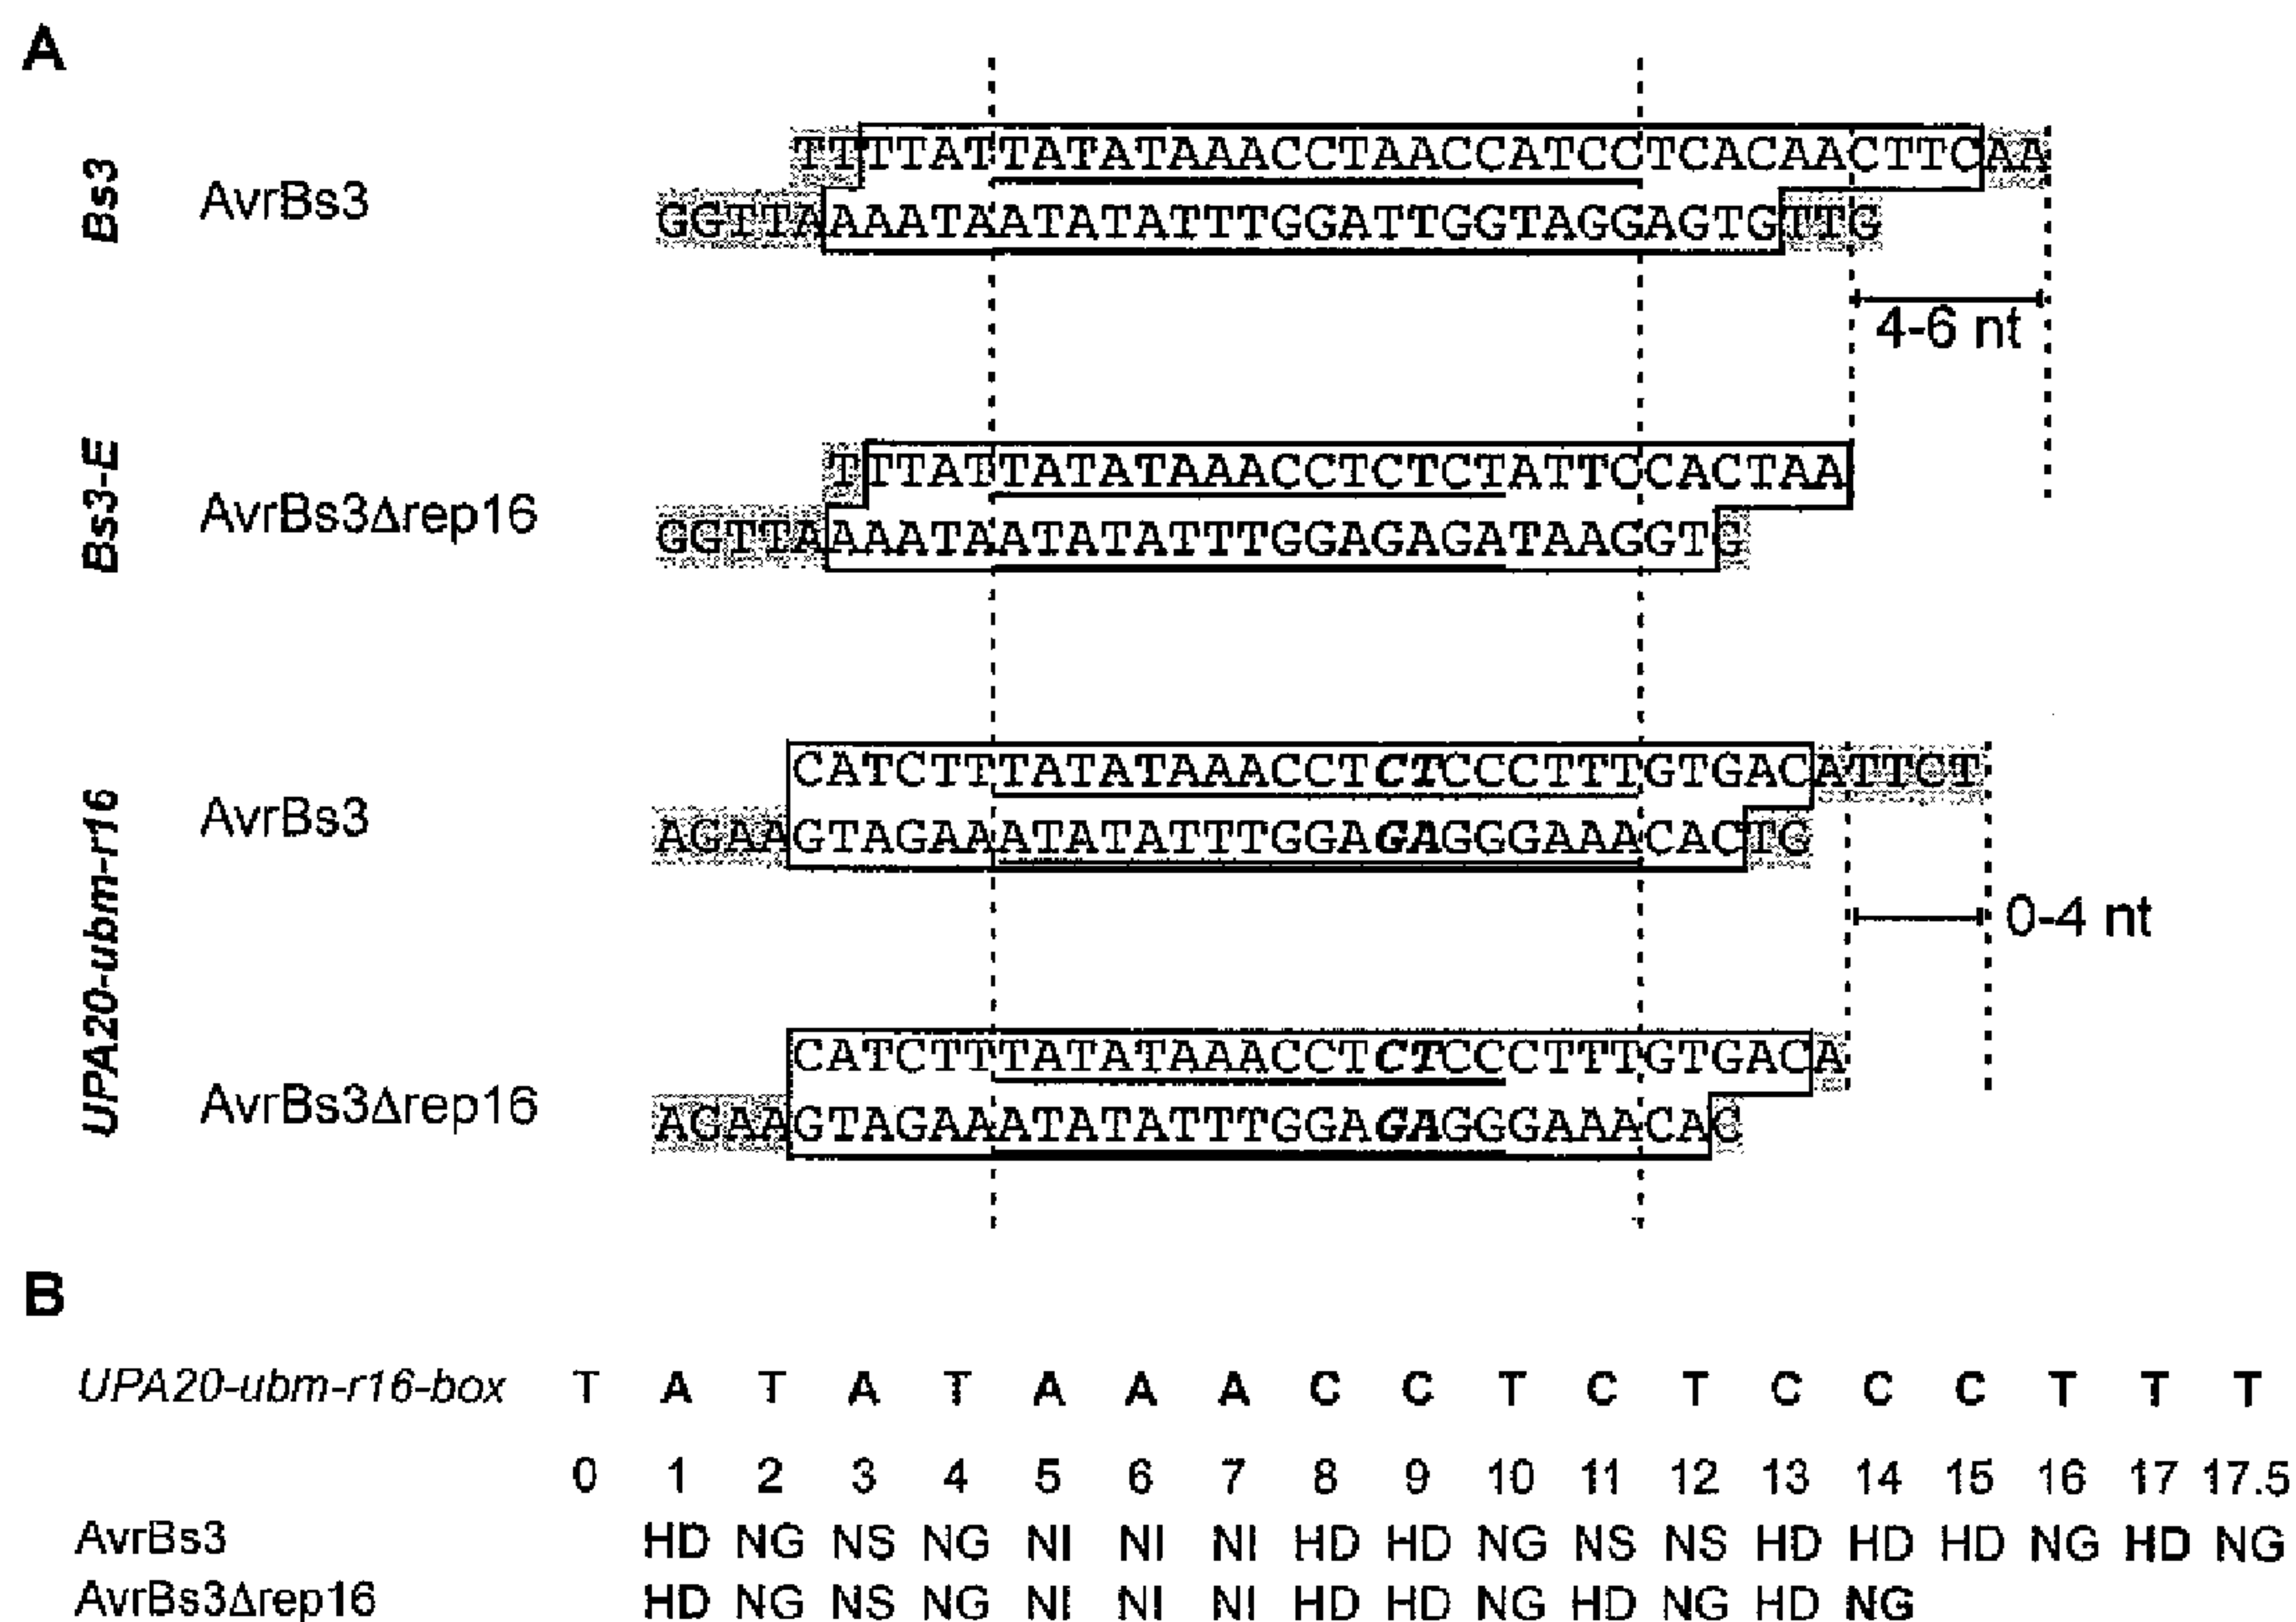 A
Bs3
AvrBs3
TTTTATTATATAAACCTAACCATCCTCACAACTTCAA
GGTTAAAATAATATATTTGGATTGGTAGGAGTGTTG
4-6 nt
Bs3-E
AvrBs3Δrep16
TTTATTATATAAACCTCTCTATTCCACTAA
GGTTAAAATAATATATTTGGAGAGATAAGGTG
UPA20-ubm-r16
AvrBs3
CATCTTTATATAAACCTCTCCCTTTGTGACATTCT
AGAAGTAGAAATATATTTGGAGAGGGAAACACTG
0-4 nt
AvrBs3Δrep16
CATCTTTATATAAACCTCTCCCTTTGTGACA
AGAAGTAGAAATATATTTGGAGAGGGAAACAC
B
UPA20-ubm-r16-box T A T A T A A A C C T C T C C C T T T
0 1 2 3 4 5 6 7 8 9 10 11 12 13 14 15 16 17 17.5
AvrBs3 HD NG NS NG NI NI NI HD HD NG NS NS HD HD HD NG HD NG
AvrBs3Δrep16 HD NG NS NG NI NI NI HD HD NG HD NG HD NG